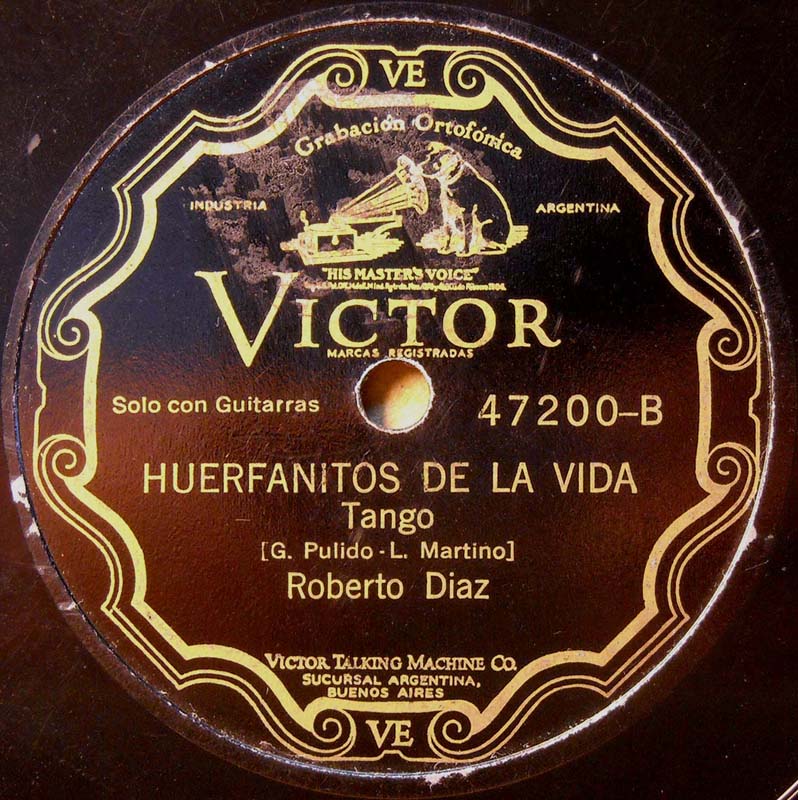 VE
Grabación Ortofónica
INDUSTRIA ARGENTINA
"HIS MASTER'S VOICE"
VICTOR
MARCAS REGISTRADAS
Solo con Guitarras 47200-B
HUERFANITOS DE LA VIDA
Tango
[G. Pulido - L. Martino]
Roberto Diaz
VICTOR TALKING MACHINE CO.
SUCURSAL ARGENTINA,
BUENOS AIRES
VE